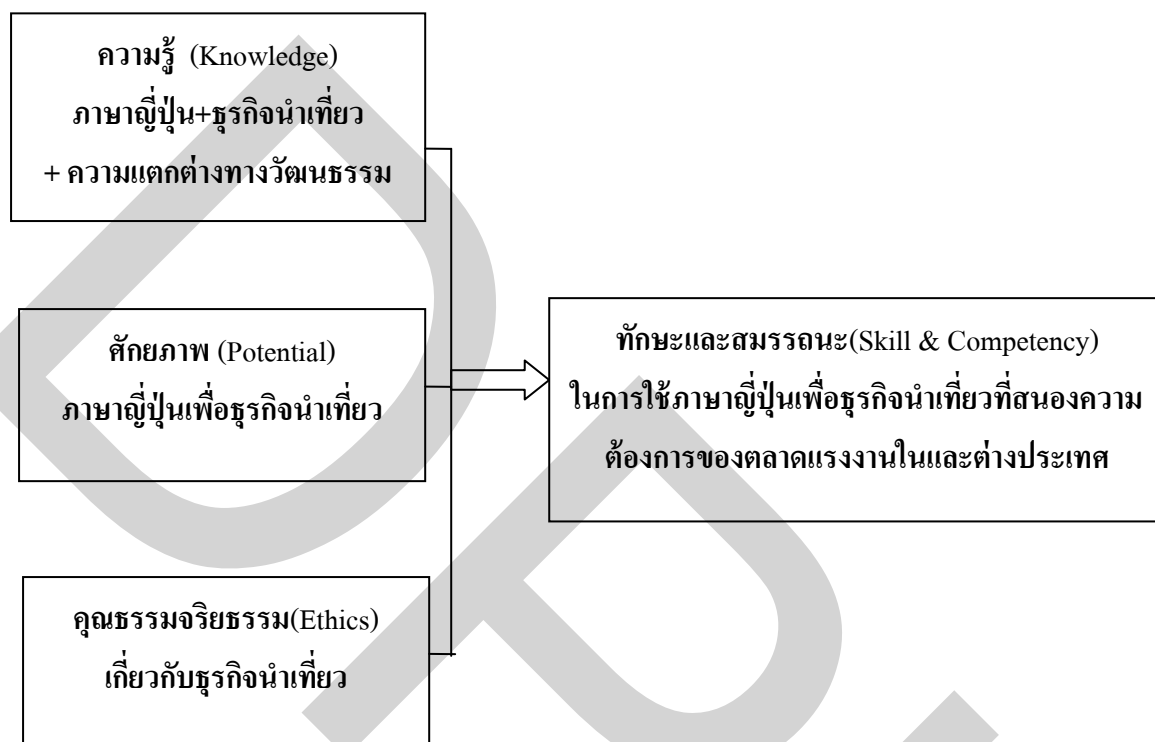 ความรู้ (Knowledge)
ภาษาญี่ปุ่น+ธุรกิจนำเที่ยว
+ ความแตกต่างทางวัฒนธรรม
ศักยภาพ (Potential)
ภาษาญี่ปุ่นเพื่อธุรกิจนำเที่ยว
ทักษะและสมรรถนะ(Skill & Competency)
ในการใช้ภาษาญี่ปุ่นเพื่อธุรกิจนำเที่ยวที่สนองความ
ต้องการของตลาดแรงงานในและต่างประเทศ
คุณธรรมจริยธรรม(Ethics)
เกี่ยวกับธุรกิจนำเที่ยว